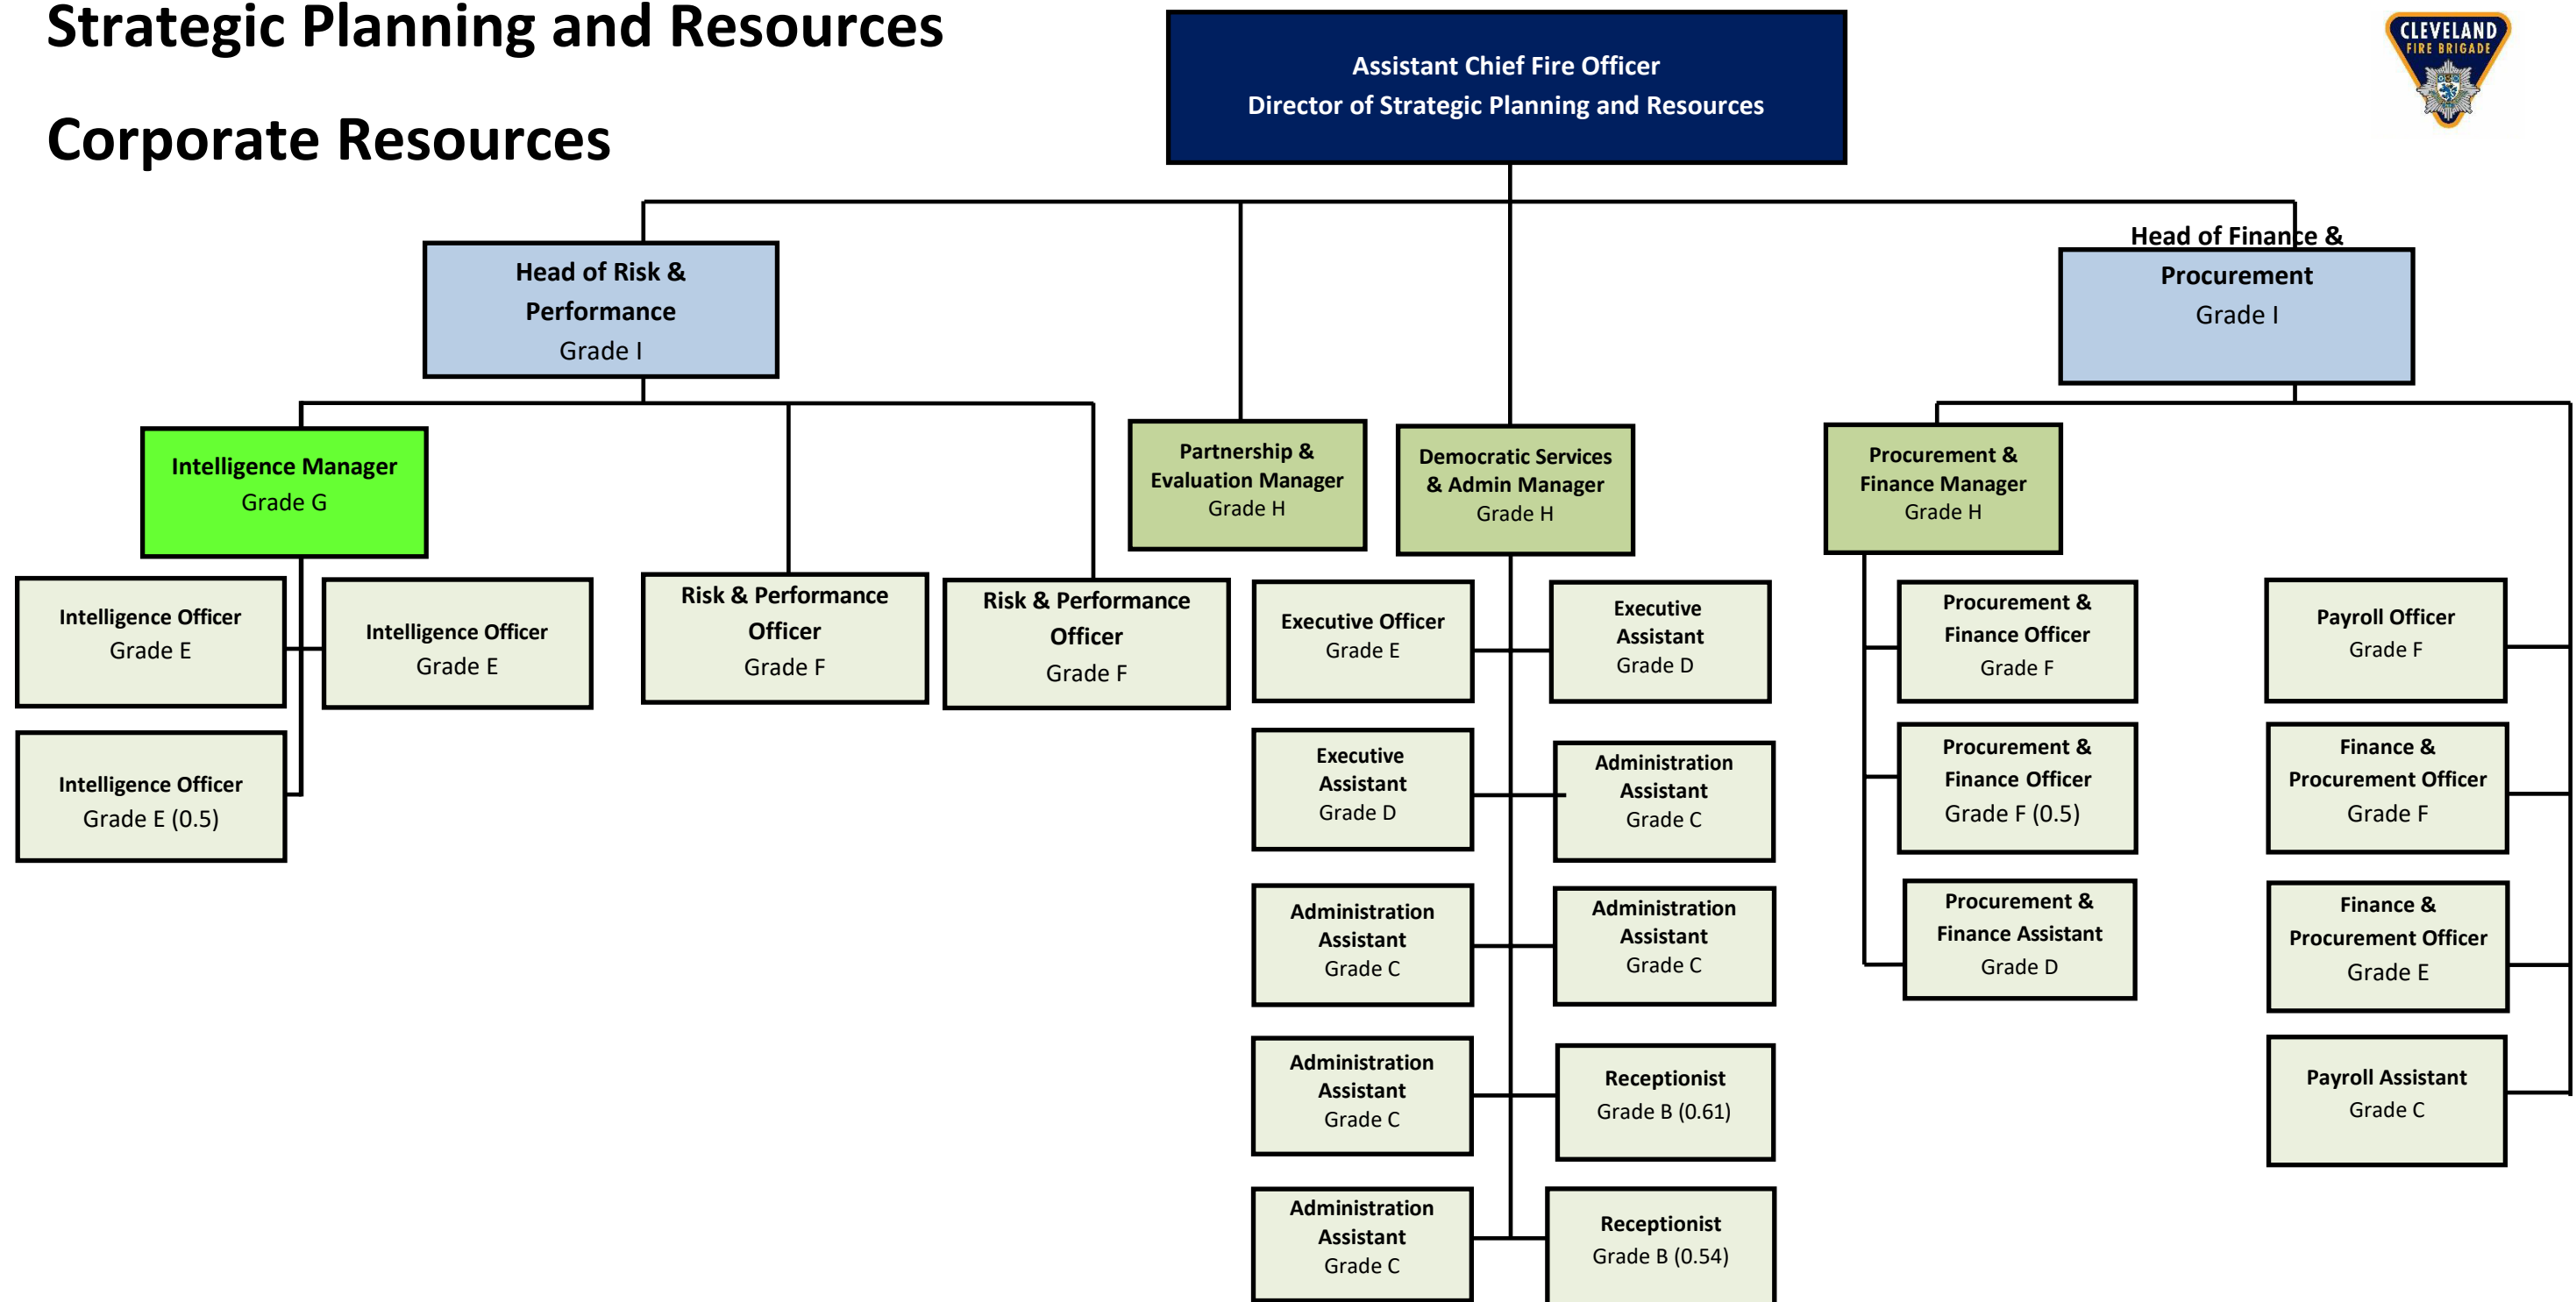 Strategic Planning and Resources
Corporate Resources
Assistant Chief Fire Officer
Director of Strategic Planning and Resources
CLEVELAND
FIRE BRIGADE
Head of Risk &
Performance
Grade I
Head of Finance &
Procurement
Grade I
Intelligence Manager
Grade G
Partnership &
Evaluation Manager
Grade H
Democratic Services
& Admin Manager
Grade H
Procurement &
Finance Manager
Grade H
Intelligence Officer
Grade E
Intelligence Officer
Grade E
Intelligence Officer
Grade E (0.5)
Risk & Performance
Officer
Grade F
Risk & Performance
Officer
Grade F
Executive Officer
Grade E
Executive
Assistant
Grade D
Executive
Assistant
Grade D
Administration
Assistant
Grade C
Administration
Assistant
Grade C
Administration
Assistant
Grade C
Administration
Assistant
Grade C
Receptionist
Grade B (0.61)
Administration
Assistant
Grade C
Receptionist
Grade B (0.54)
Procurement &
Finance Officer
Grade F
Procurement &
Finance Officer
Grade F (0.5)
Procurement &
Finance Assistant
Grade D
Payroll Officer
Grade F
Finance &
Procurement Officer
Grade F
Finance &
Procurement Officer
Grade E
Payroll Assistant
Grade C